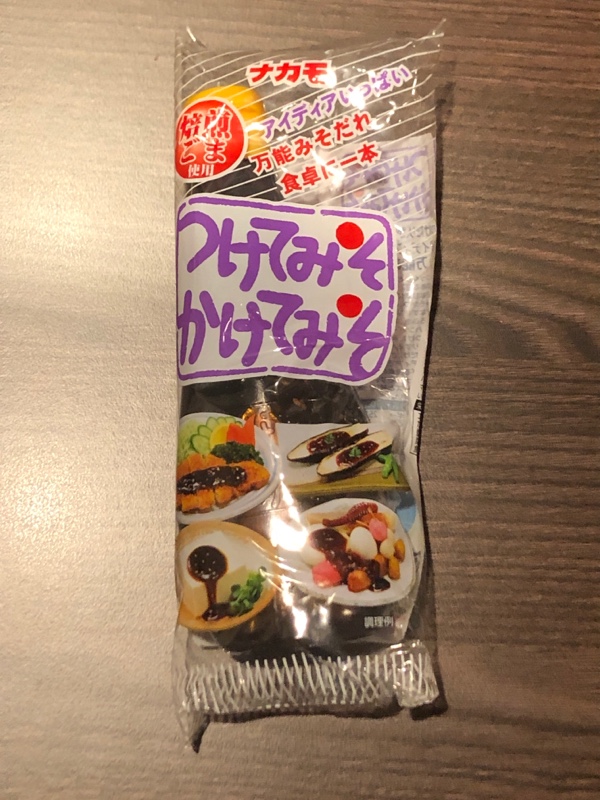 ナカモ
アイディアいっぱい
万能みそだれ
食卓に一本
焙煎
ごま
使用
つけてみそ
かけてみそ
調理例